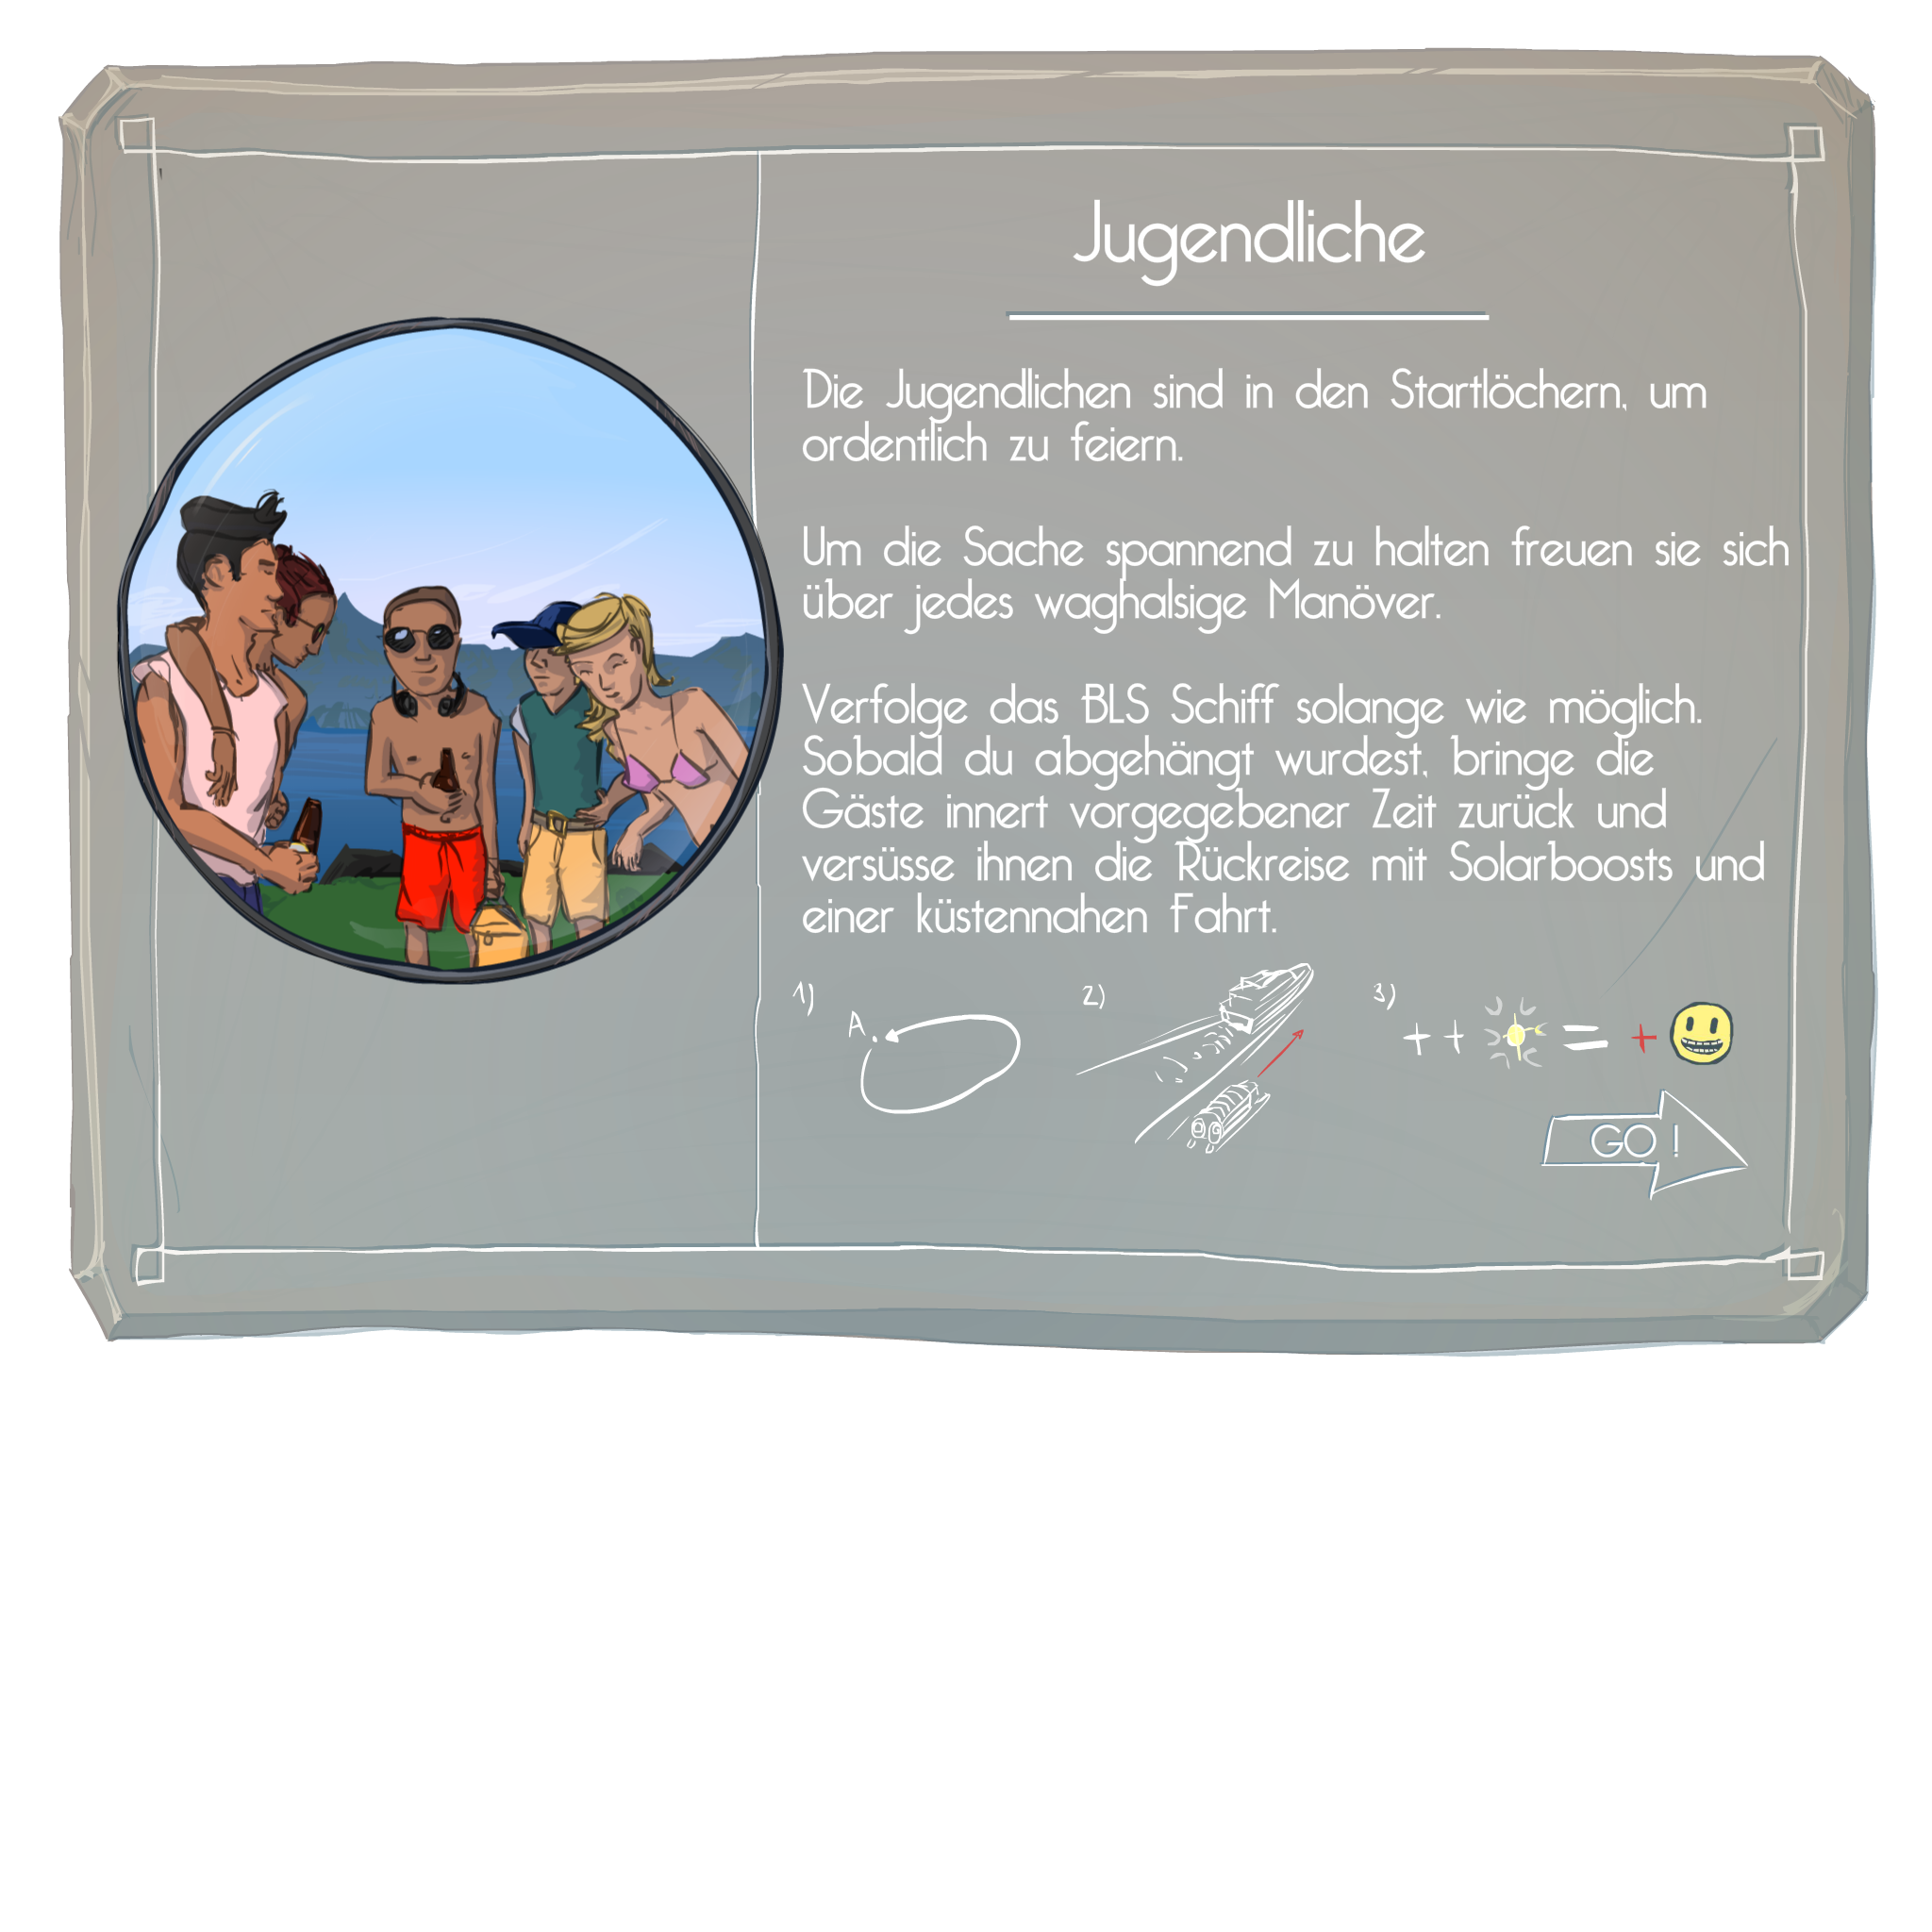 Jugendliche
Die Jugendlichen sind in den Startlöchern, um
ordentlich zu feiern.
Um die Sache spannend zu halten freuen sie sich
über jedes waghalsige Manöver.
Verfolge das BLS Schiff solange wie möglich.
Sobald du abgehängt wurdest, bringe die
Gäste innert vorgegebener Zeit zurück und
versüsse ihnen die Rückreise mit Solarboosts und
einer küstennahen Fahrt.
1)
A.
2)
3)
++ = +
GO !